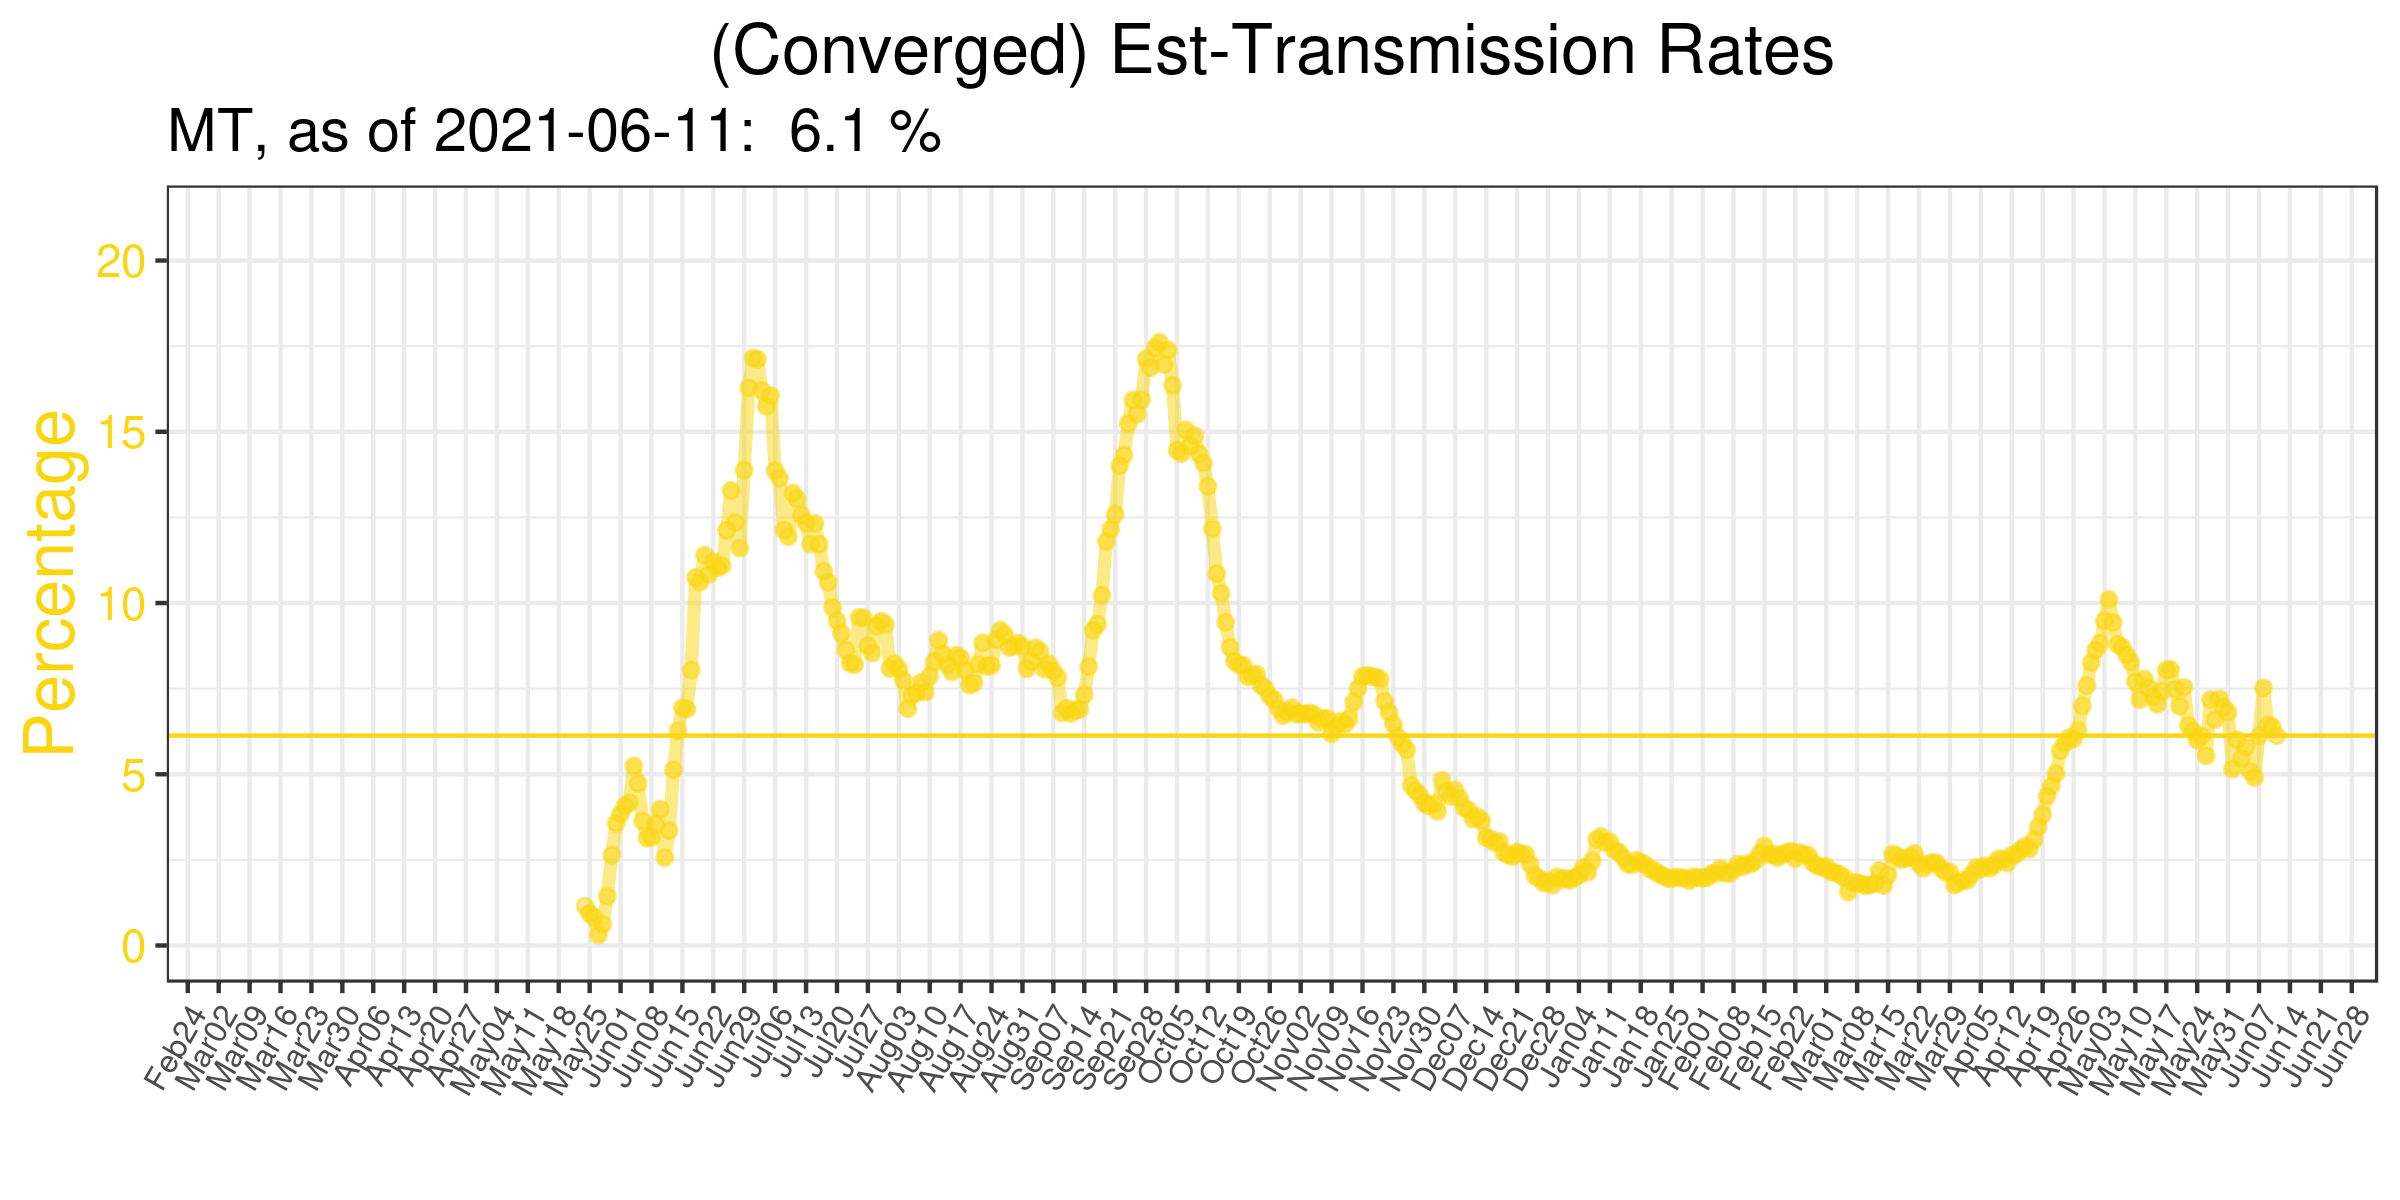 (Converged) Est-Transmission Rates
MT, as of 2021-06-11:  6.1 %
Percentage
20
15
10
5
0
Feb24
Mar02
Mar09
Mar16
Mar23
Mar30
Apr06
Apr13
Apr20
Apr27
May04
May11
May18
May25
Jun01
Jun08
Jun15
Jun22
Jun29
Jul06
Jul13
Jul20
Jul27
Aug03
Aug10
Aug17
Aug24
Aug31
Sep07
Sep14
Sep21
Sep28
Oct05
Oct12
Oct19
Oct26
Nov02
Nov09
Nov16
Nov23
Nov30
Dec07
Dec14
Dec21
Dec28
Jan04
Jan11
Jan18
Jan25
Feb01
Feb08
Feb15
Feb22
Mar01
Mar08
Mar15
Mar22
Mar29
Apr05
Apr12
Apr19
Apr26
May03
May10
May17
May24
May31
Jun07
Jun14
Jun21
Jun28